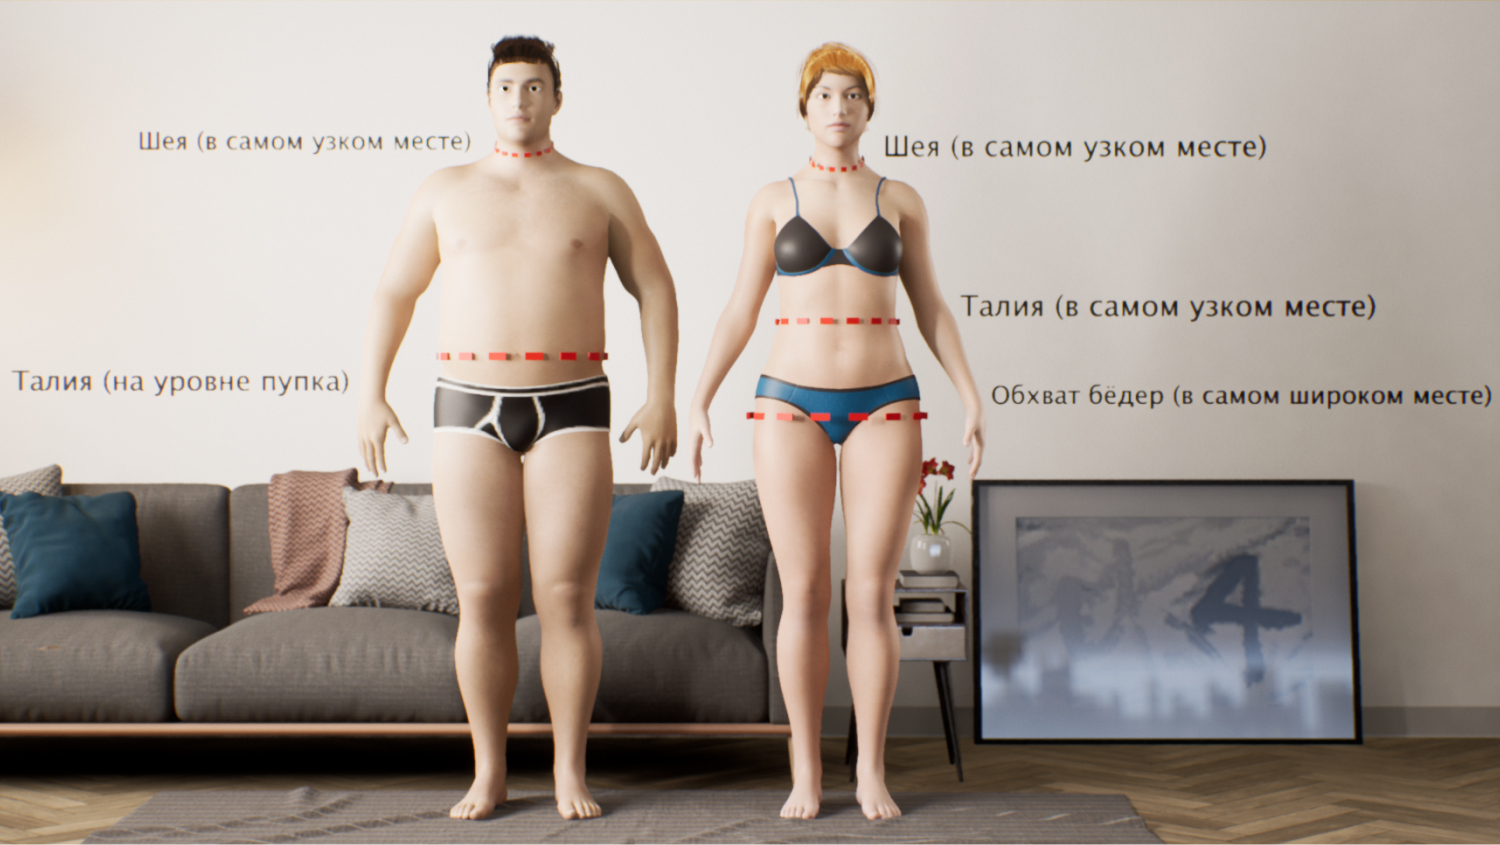 Шея (в самом узком месте)
Шея (в самом узком месте)
Талия (в самом узком месте)
Талия (на уровне пупка)
Обхват бёдер (в самом широком месте)
4